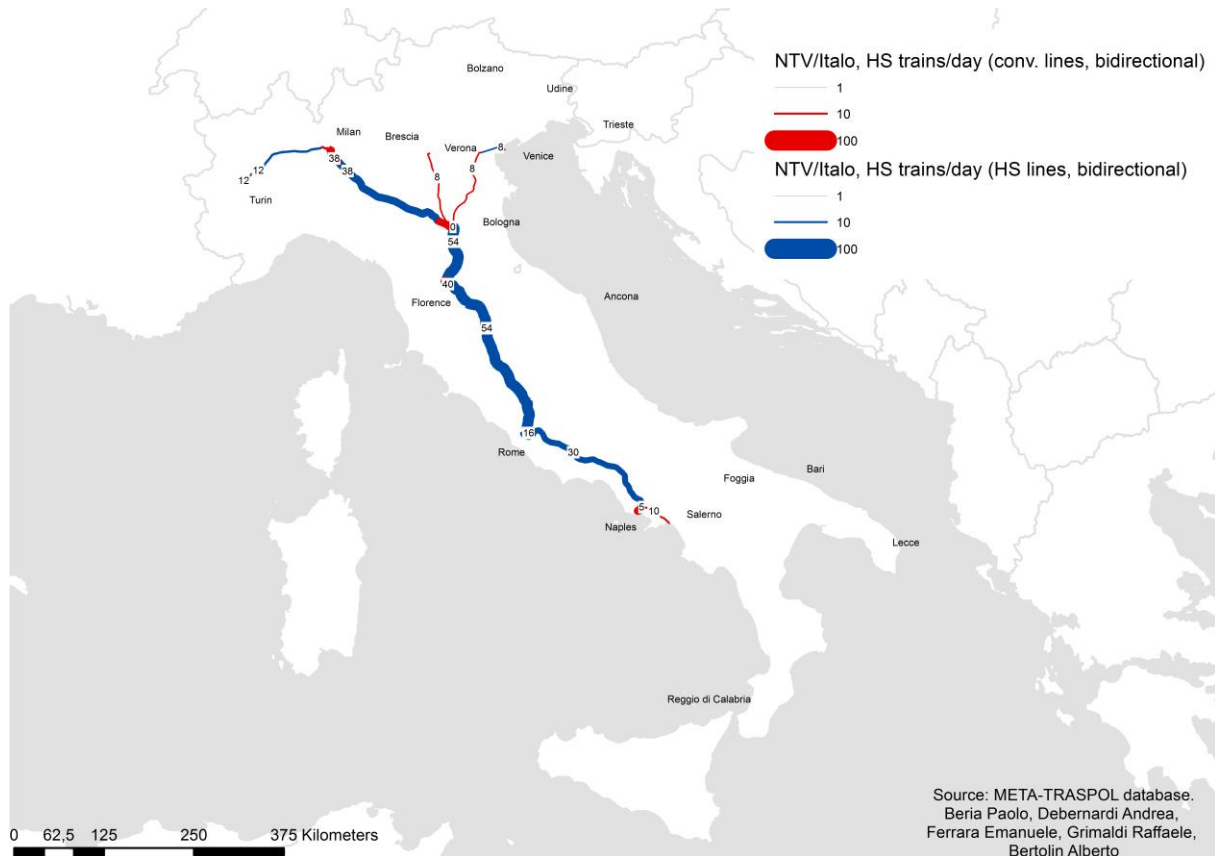 NTV/Italo, HS trains/day (conv. lines, bidirectional)
1
10
100
NTV/Italo, HS trains/day (HS lines, bidirectional)
1
10
100
Bolzano
Udine
Trieste
Milan
Brescia
Verona
8
Venice
38
38
12
12
8
8
Turin
0
Bologna
54
40
Florence
Ancona
54
16
Rome
30
Foggia
Bari
5
10
Salerno
Naples
Lecce
Reggio di Calabria
Source: META-TRASPOL database.
Beria Paolo, Debernardi Andrea,
Ferrara Emanuele, Grimaldi Raffaele,
Bertolin Alberto
0 62,5 125 250 375 Kilometers